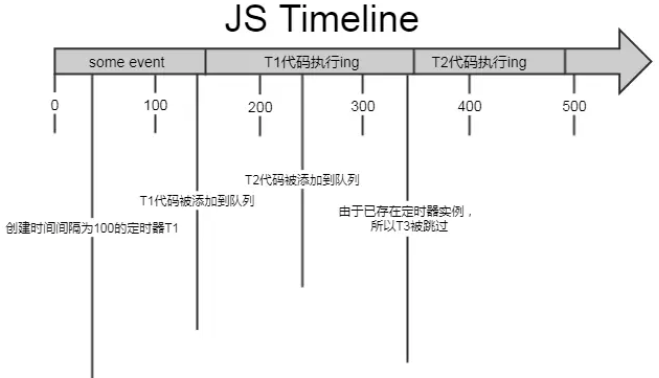 JS Timeline
some event
T1代码执行ing
T2代码执行ing
0
100
200
300
400
500
T2代码被添加到队列
T1代码被添加到队列
由于已存在定时器实例，
所以T3被跳过
创建时间间隔为100的定时器T1